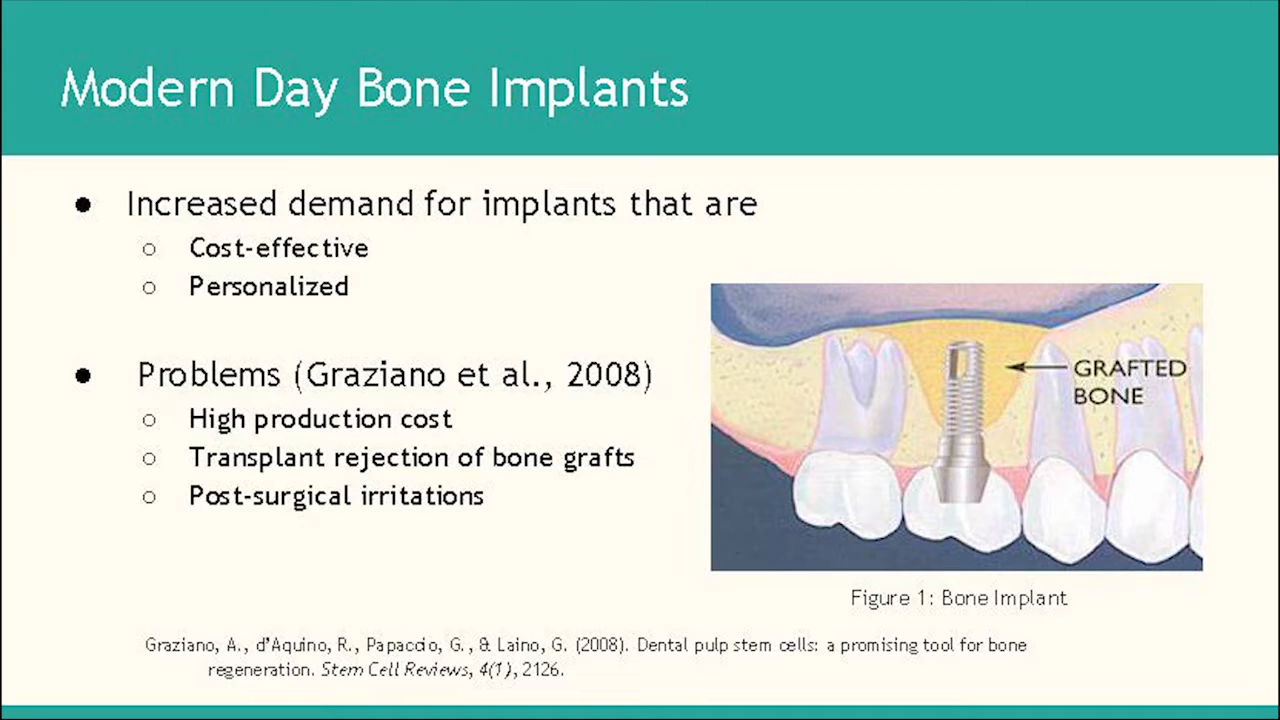 Modern Day Bone Implants
● Increased demand for implants that are
○ Cost-effective
○ Personalized
● Problems (Graziano et al., 2008)
○ High production cost
○ Transplant rejection of bone grafts
○ Post-surgical irritations
GRAFTED
BONE
Figure 1: Bone Implant
Graziano, A., d'Aquino, R., Papaccio, G., & Laino, G. (2008). Dental pulp stem cells: a promising tool for bone
regeneration. Stem Cell Reviews, 4(1), 2126.